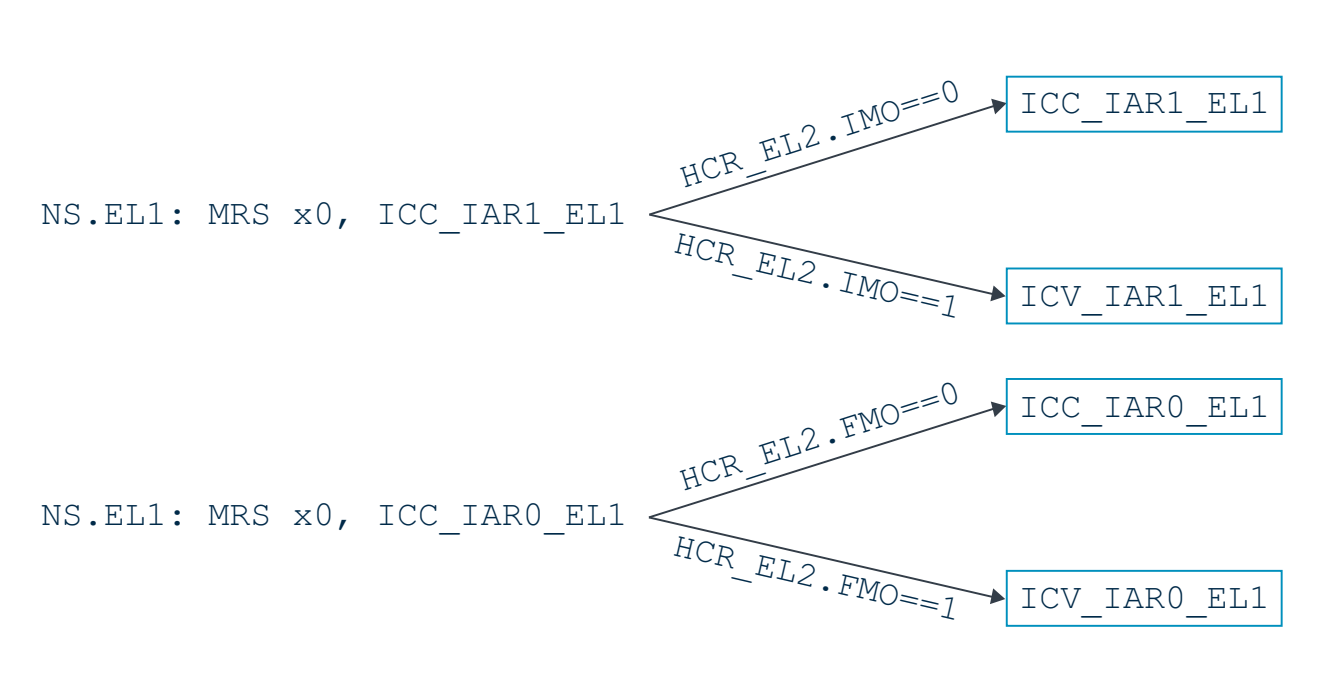 HCR_EL2.IMO==0
ICC_IAR1_EL1
NS.EL1: MRS x0, ICC_IAR1_EL1
HCR_EL2.IMO==1
ICV_IAR1_EL1
HCR_EL2.FMO==0
ICC_IAR0_EL1
NS.EL1: MRS x0, ICC_IAR0_EL1
HCR_EL2.FMO==1
ICV_IAR0_EL1